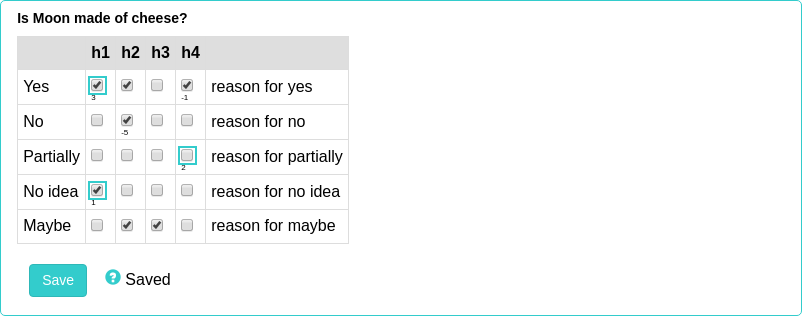 Is Moon made of cheese?
h1 h2 h3 h4
Yes reason for yes
3 -1
No reason for no
-5
Partially reason for partially
2
No idea reason for no idea
1
Maybe reason for maybe
Save ? Saved